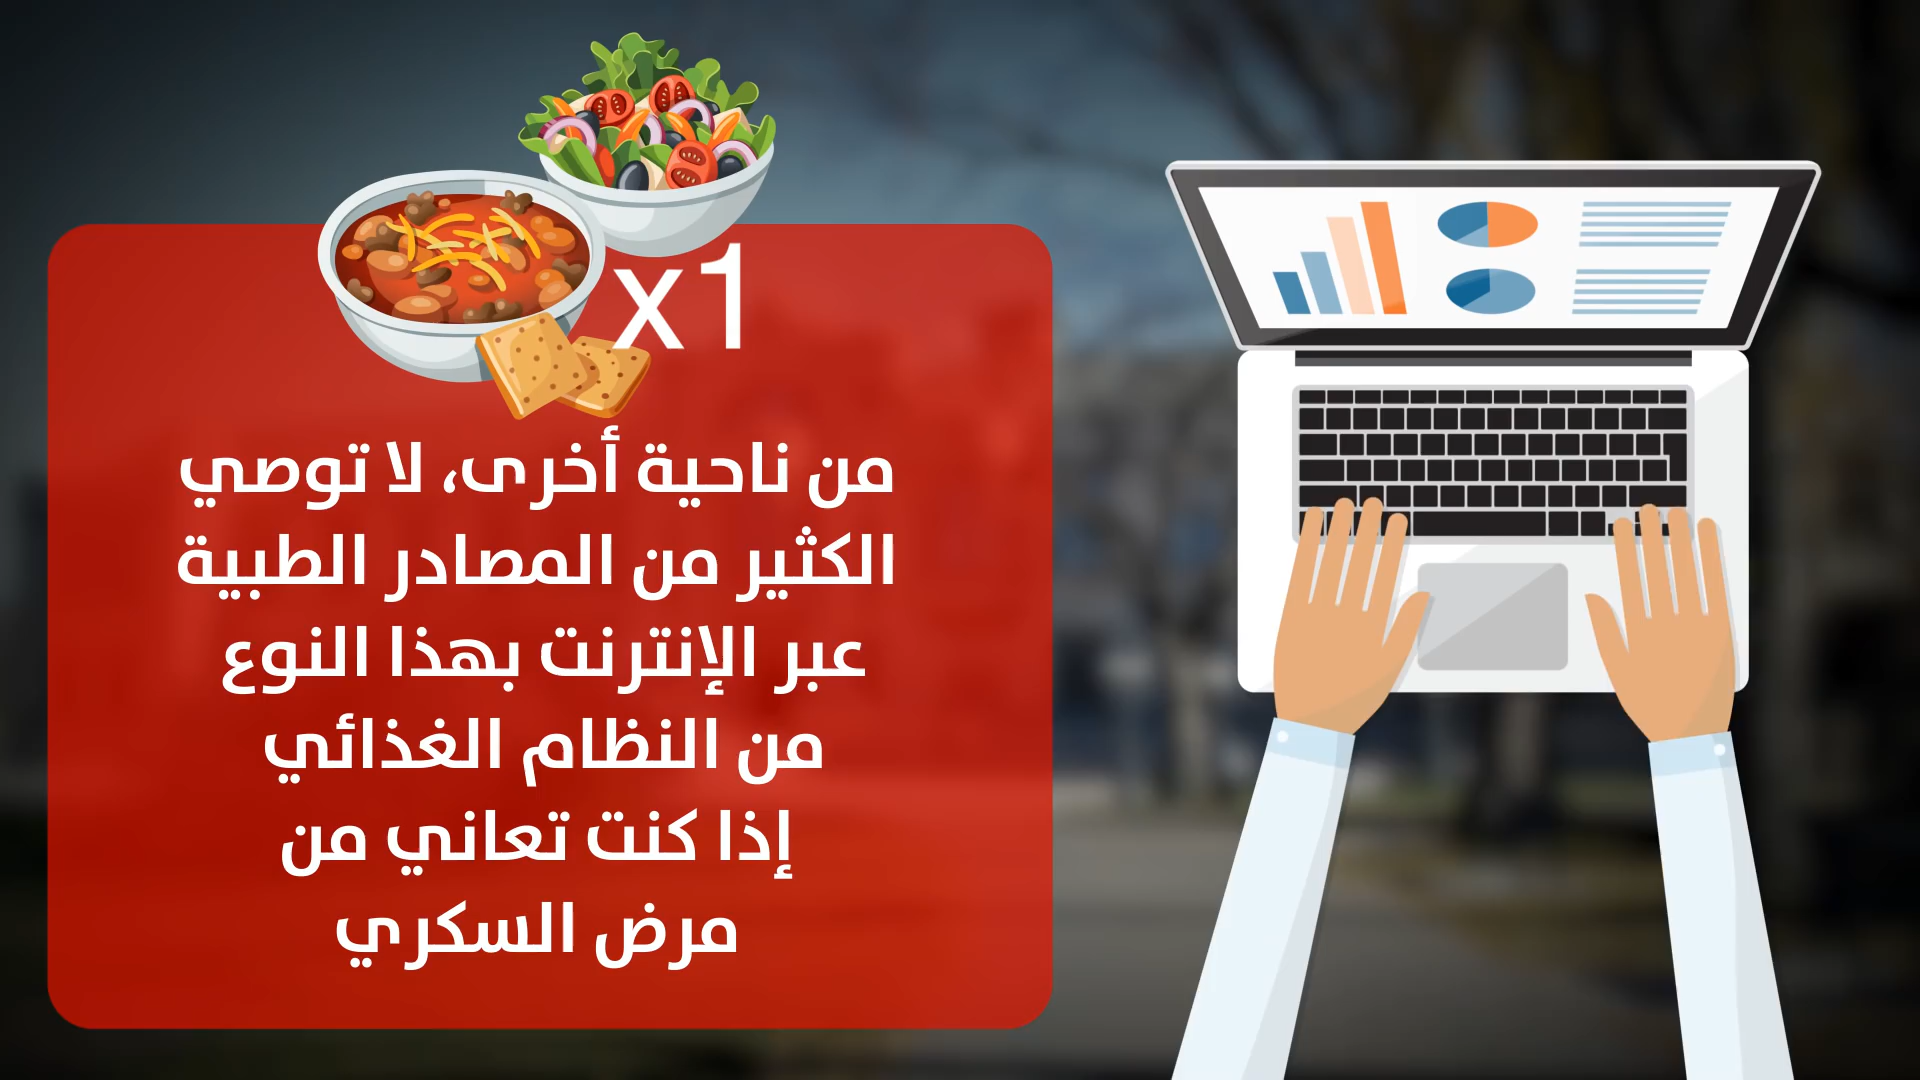 x1
من ناحية أخرى، لا توصي
الكثير من المصادر الطبية
عبر الإنترنت بهذا النوع
من النظام الغذائي
إذا كنت تعاني من
مرض السكري